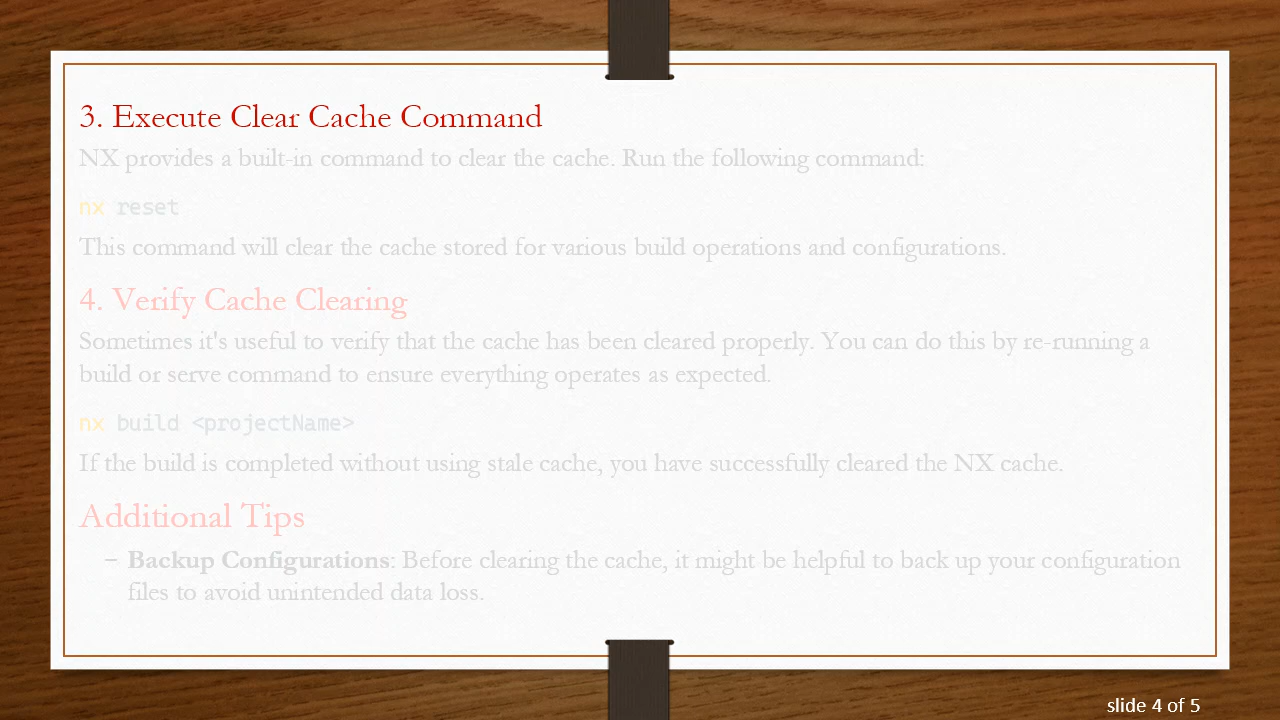 3. Execute Clear Cache Command
NX provides a built-in command to clear the cache. Run the following command:
nx reset
This command will clear the cache stored for various build operations and configurations.
4. Verify Cache Clearing
Sometimes it's useful to verify that the cache has been cleared properly. You can do this by re-running a
build or serve command to ensure everything operates as expected.
nx build <projectName>
If the build is completed without using stale cache, you have successfully cleared the NX cache.
Additional Tips
– Backup Configurations: Before clearing the cache, it might be helpful to back up your configuration
files to avoid unintended data loss.
slide 4 of 5